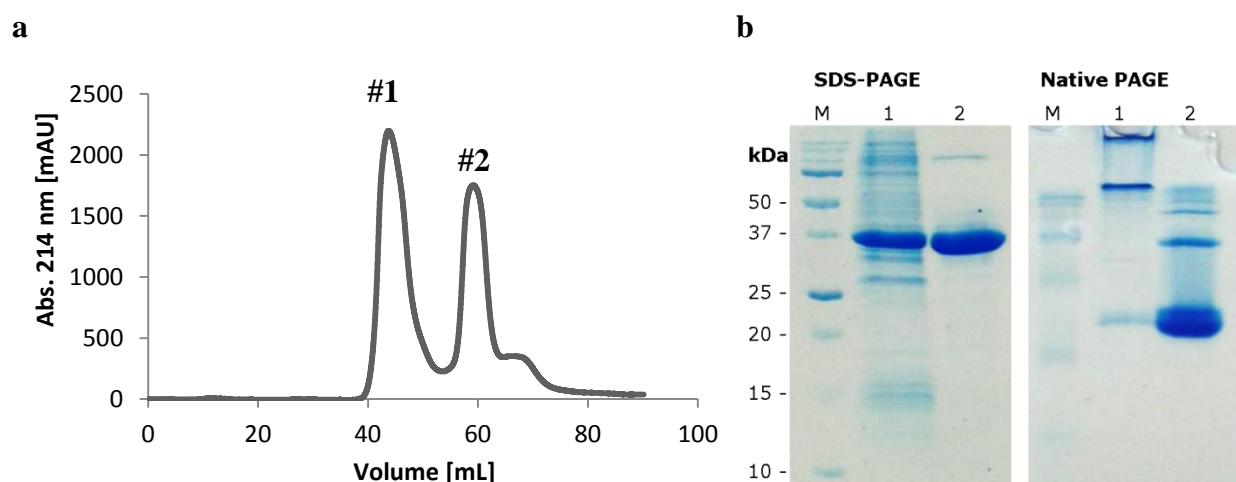 a
#1
#2
2500
2000
1500
1000
500
0
Abs. 214 nm [mAU]
0 20 40 60 80 100
Volume [mL]
b
SDS-PAGE
M 1 2
kDa
50 -
37 -
25 -
20 -
15 -
10 -
Native PAGE
M 1 2